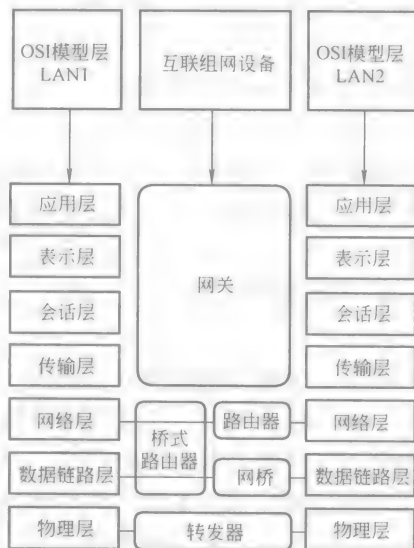 OSI模型层
LAN1
互联组网设备
OSI模型层
LAN2
应用层
表示层
会话层
传输层
网络层
数据链路层
物理层
网关
桥式
路由器
路由器
网桥
转发器
应用层
表示层
会话层
传输层
网络层
数据链路层
物理层